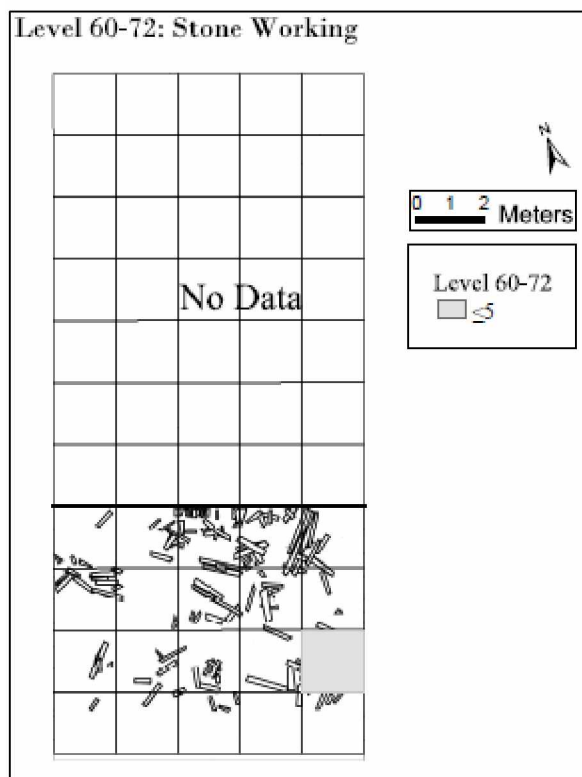 Level 60-72: Stone Working
N
0 1 2 Meters
Level 60-72
≤5
No Data